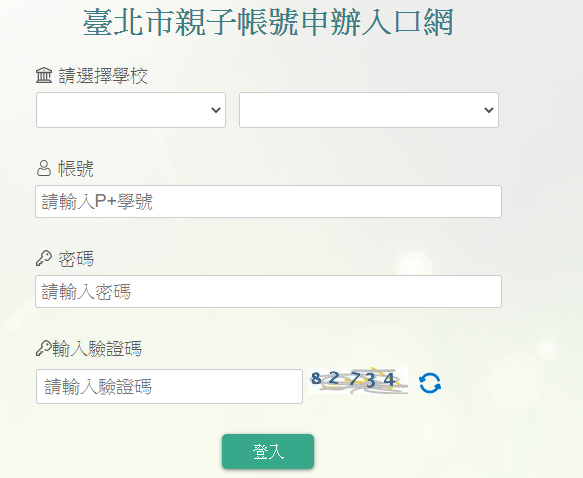 臺北市親子帳號申辦入口網
請選擇學校
帳號
請輸入P+學號
密碼
請輸入密碼
輸入驗證碼
請輸入驗證碼 82734
登入